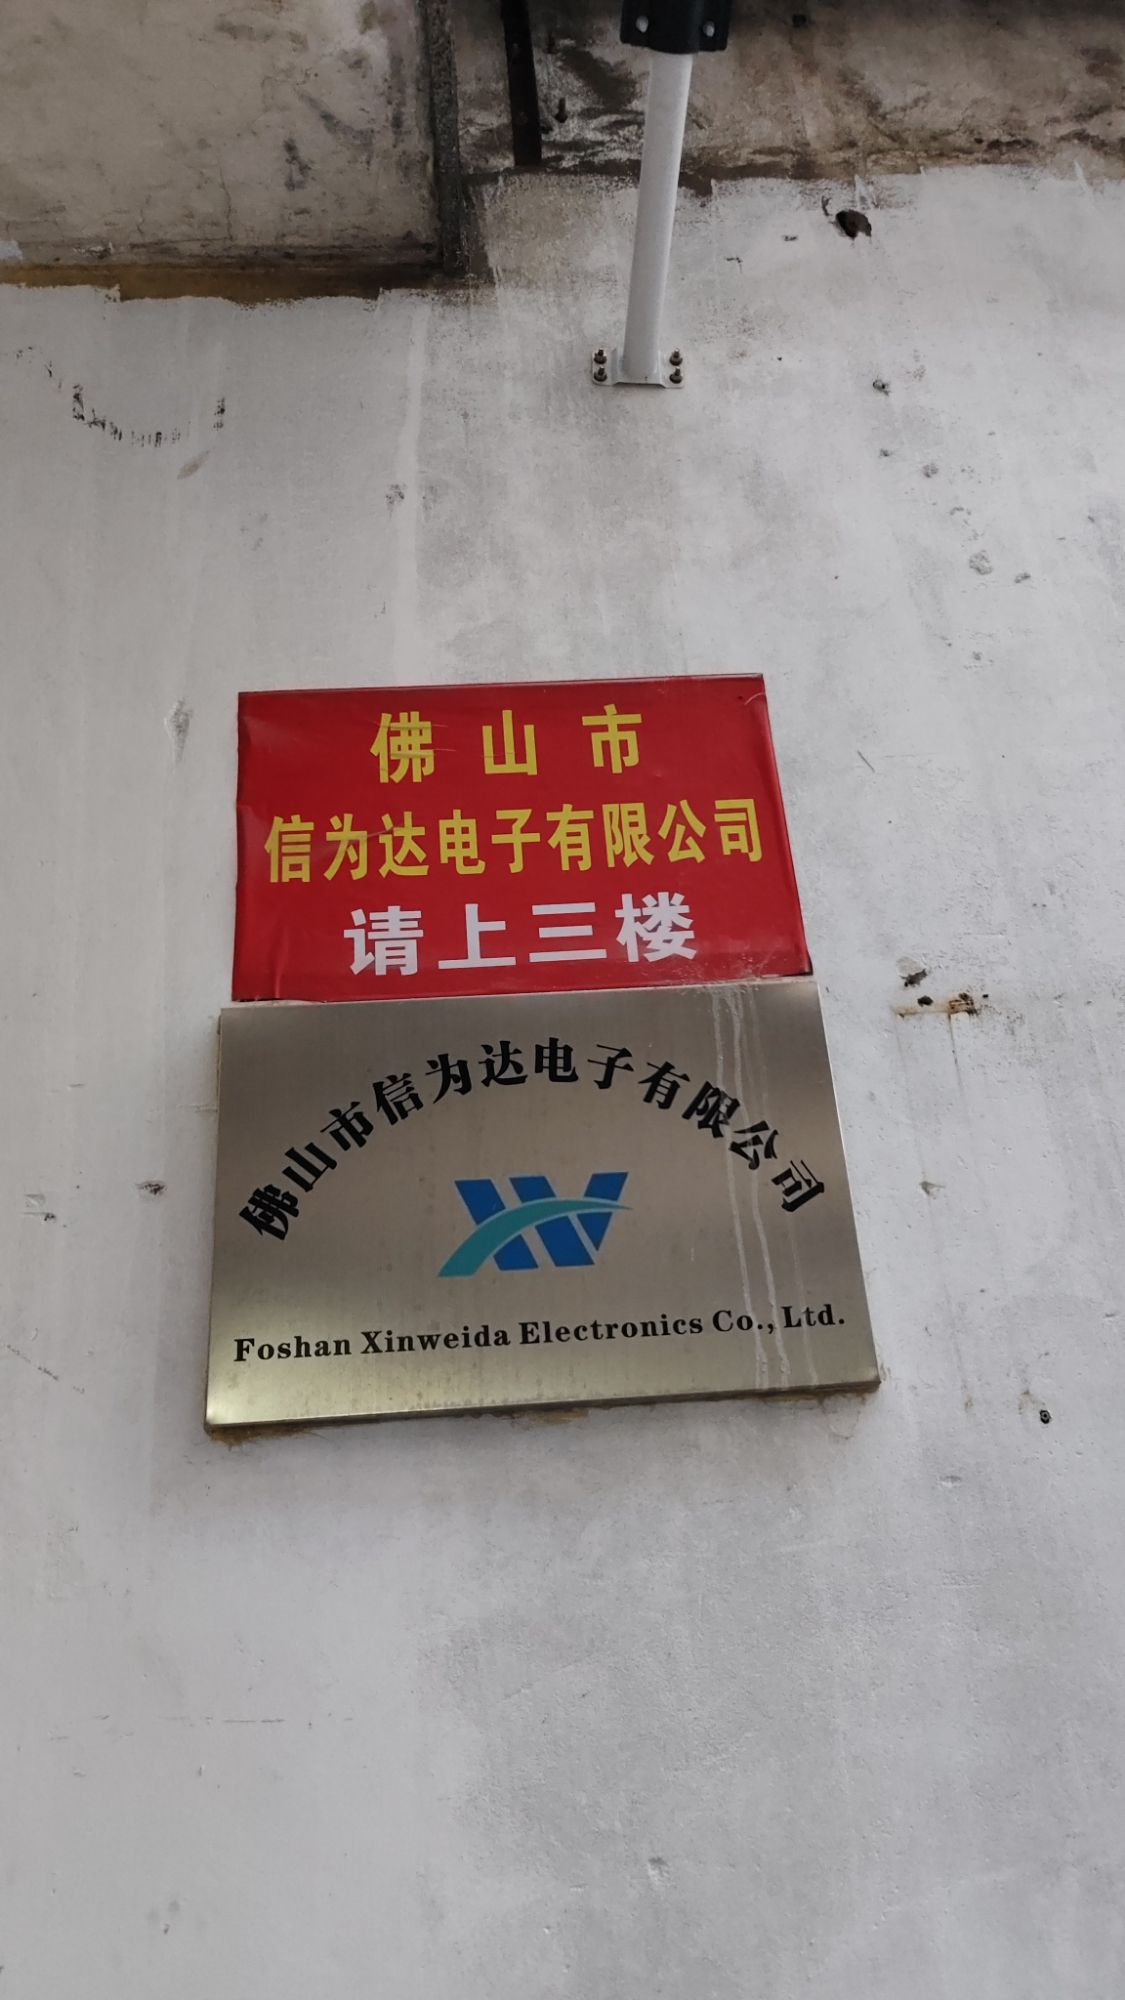 佛山市
信为达电子有限公司
请上三楼
佛山市信为达电子有限公司
XW
Foshan Xinweida Electronics Co., Ltd.